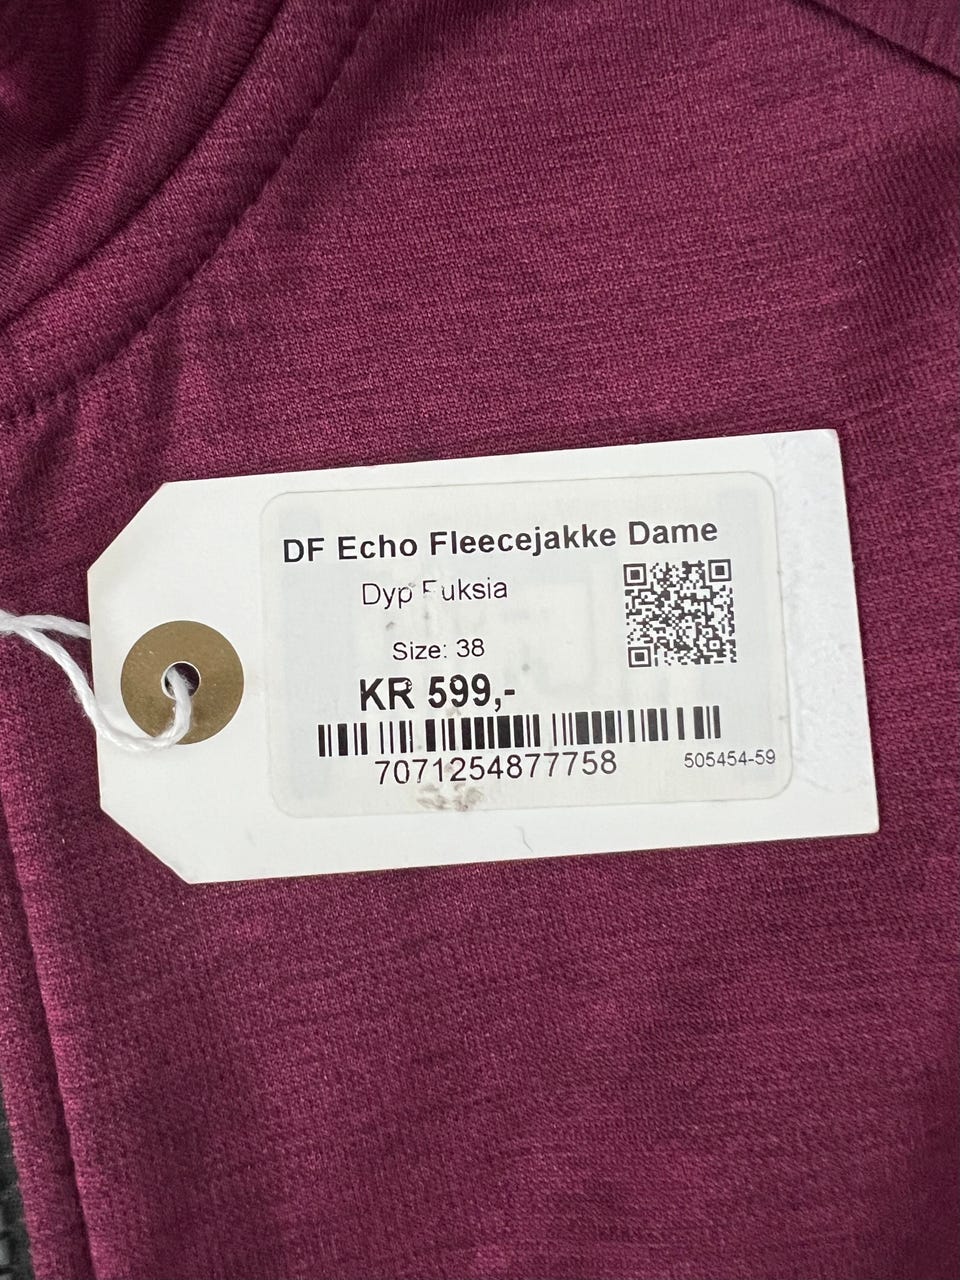 DF Echo Fleecejakke Dame
Dyp Fuksia
Size: 38
KR 599,-
7071254877758
505454-59